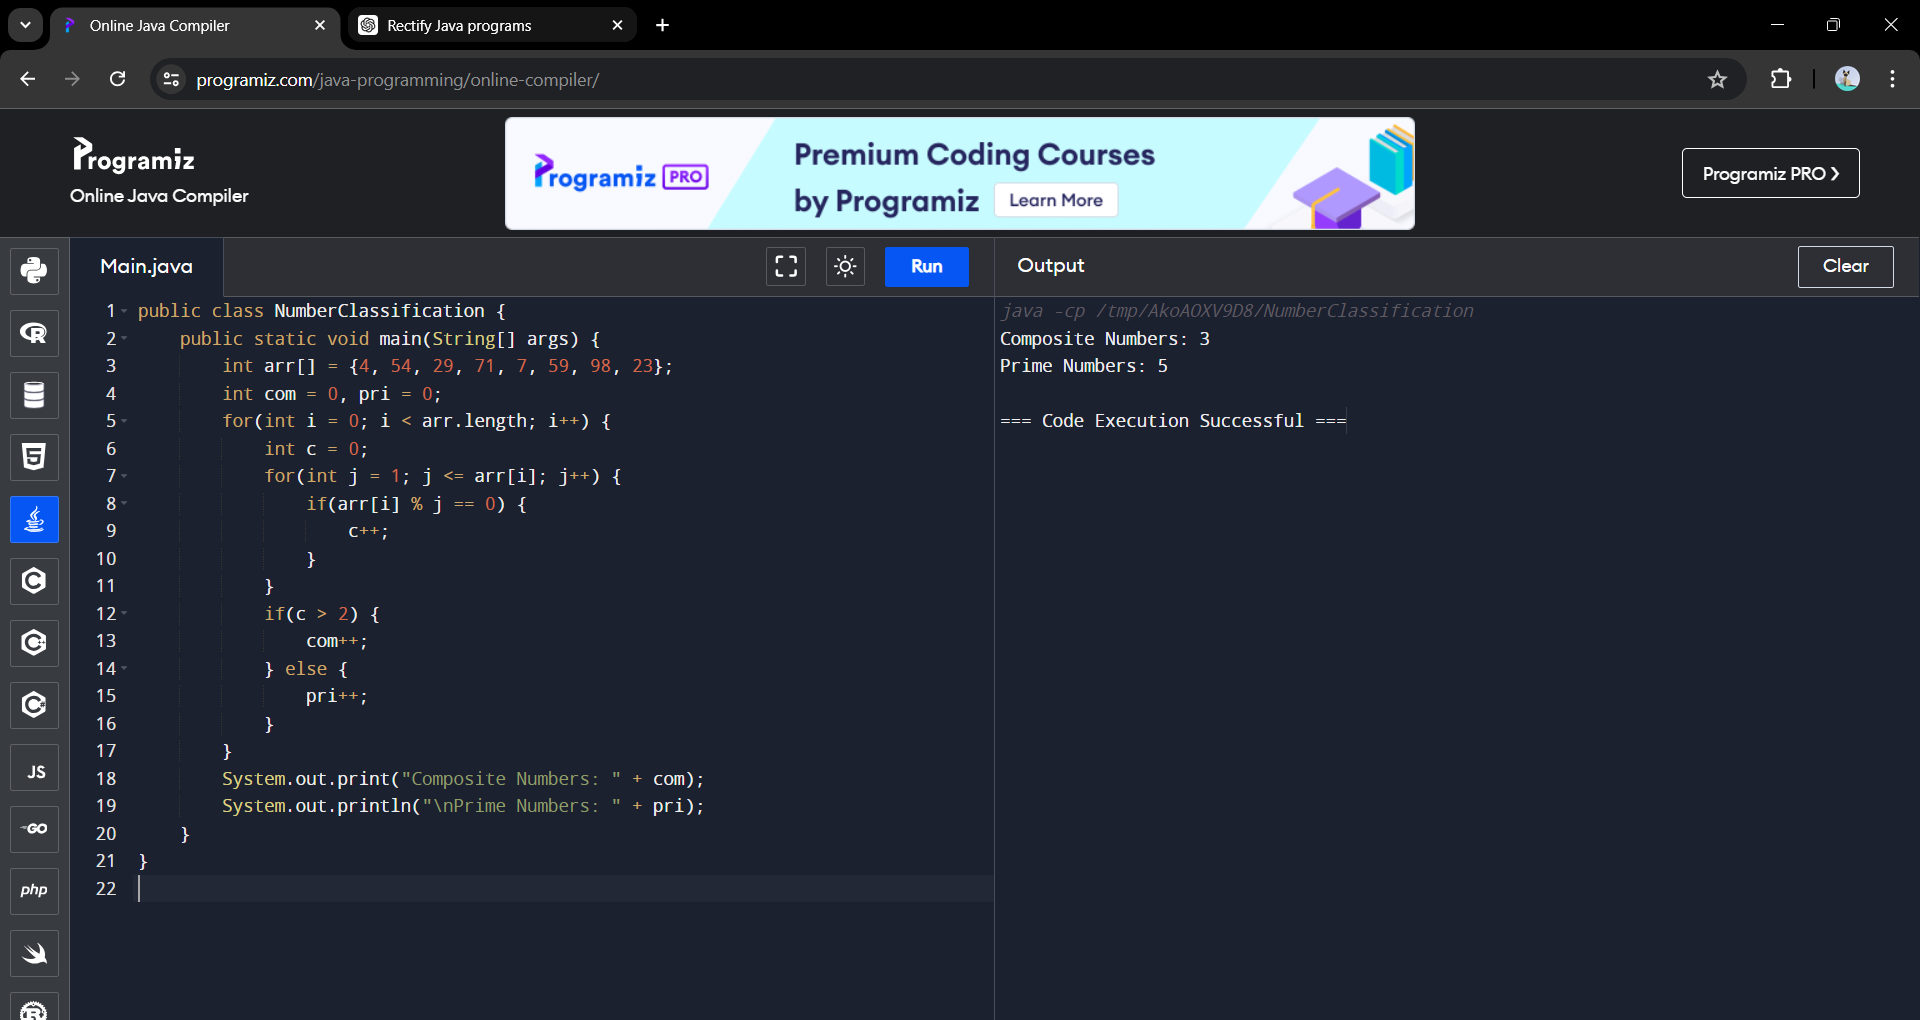 Online Java Compiler
Rectify Java programs
programiz.com/java-programming/online-compiler/
Programiz
Online Java Compiler
Programiz PRO
Premium Coding Courses
by Programiz
Learn More
Programiz PRO
Main.java
Run
Output
Clear
1 public class NumberClassification {
2     public static void main(String[] args) {
3         int arr[] = {4, 54, 29, 71, 7, 59, 98, 23};
4         int com = 0, pri = 0;
5         for(int i = 0; i < arr.length; i++) {
6             int c = 0;
7             for(int j = 1; j <= arr[i]; j++) {
8                 if(arr[i] % j == 0) {
9                     c++;
10                 }
11             }
12             if(c > 2) {
13                 com++;
14             } else {
15                 pri++;
16             }
17         }
18         System.out.print("Composite Numbers: " + com);
19         System.out.println("\nPrime Numbers: " + pri);
20     }
21 }
22
java -cp /tmp/AkoAOXV9D8/NumberClassification
Composite Numbers: 3
Prime Numbers: 5
=== Code Execution Successful ===
R
5
C
C++
C#
JS
GO
php
R